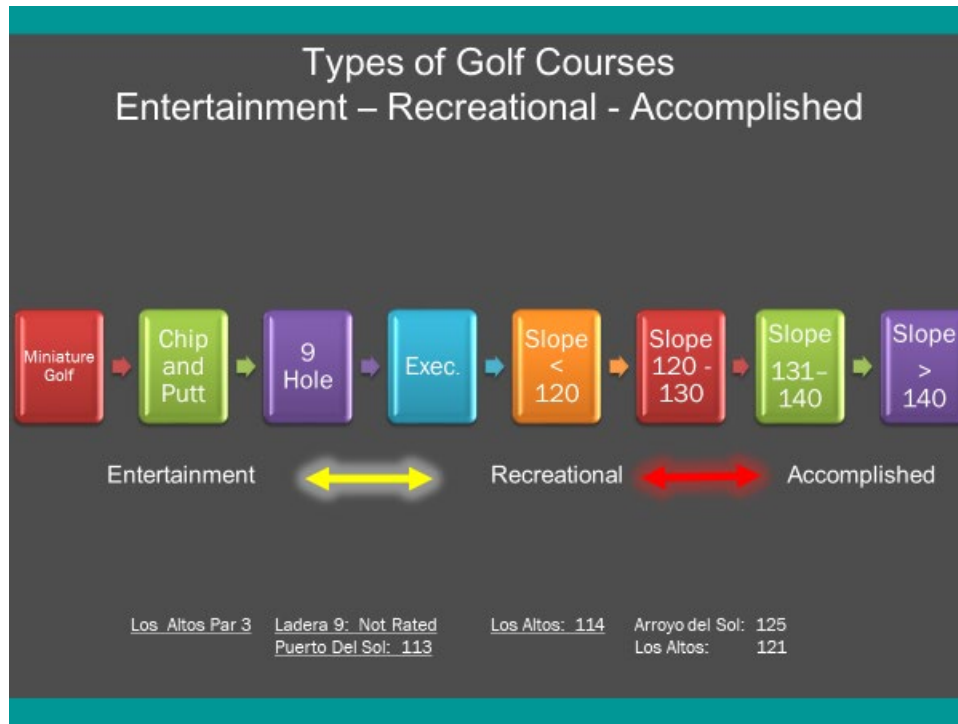 Types of Golf Courses
Entertainment – Recreational - Accomplished
Miniature
Golf
Chip
and
Putt
9
Hole
Exec.
Slope
<
120
Slope
120 -
130
Slope
131–
140
Slope
>
140
Entertainment
Recreational
Accomplished
Los Altos Par 3
Ladera 9: Not Rated
Puerto Del Sol: 113
Los Altos: 114
Arroyo del Sol: 125
Los Altos: 121